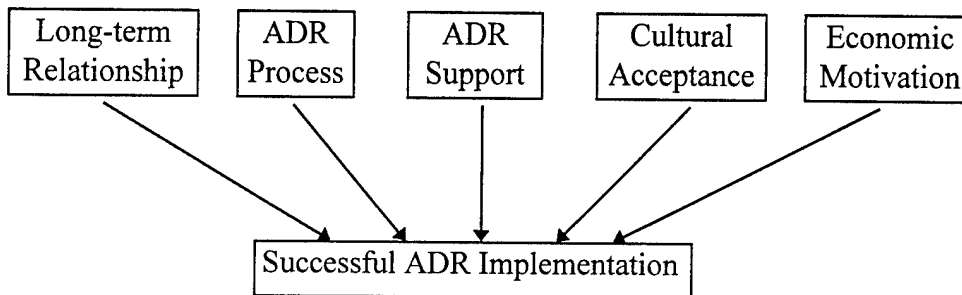 Long-term
Relationship
ADR
Process
ADR
Support
Cultural
Acceptance
Economic
Motivation
Successful ADR Implementation